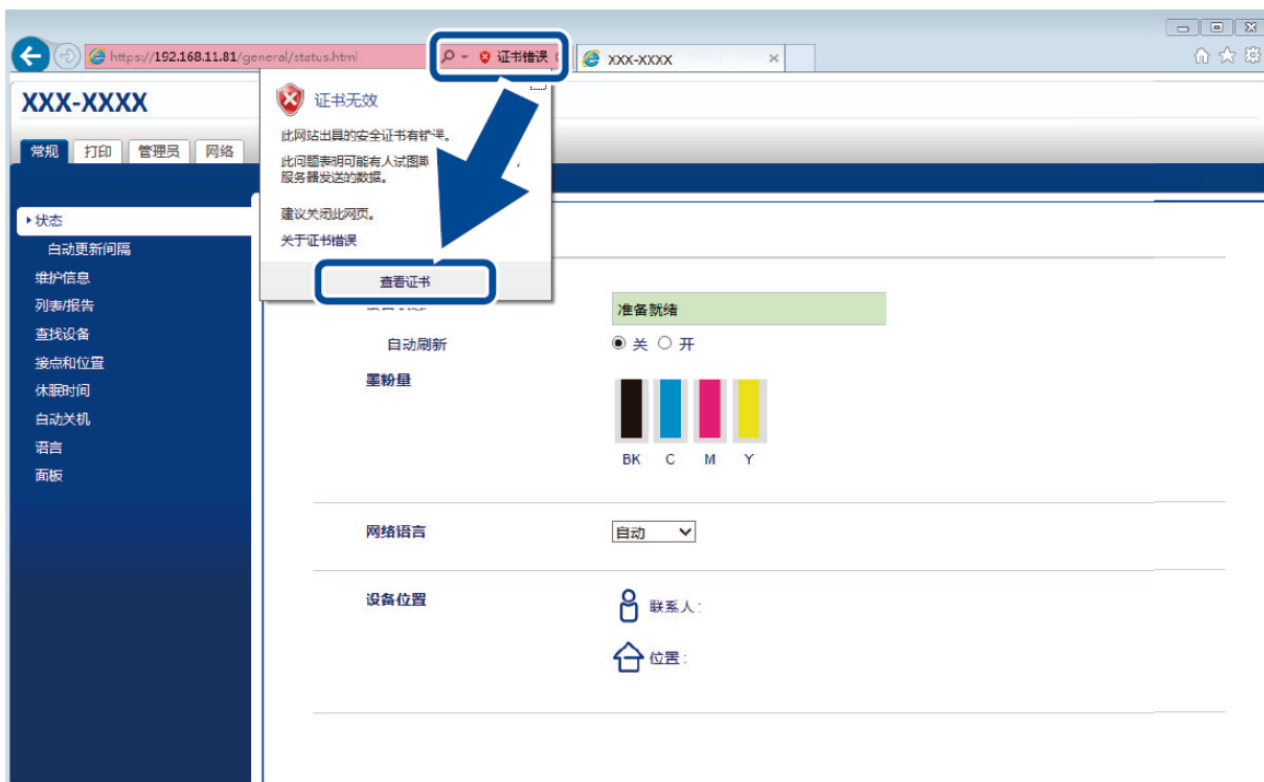 https://192.168.11.81/general/status.html
证书错误
XXX-XXXX
XXX-XXXX
常规 打印 管理员 网络
证书无效
此网站出具的安全证书有错误。
此问题表明可能有人试图
服务器发送的数据。
建议关闭此网页。
关于证书错误
查看证书
状态
自动更新间隔
维护信息
列表/报告
查找设备
接点和位置
休眠时间
自动关机
语言
面板
准备就绪
自动刷新 关 开
墨粉量
BK C M Y
网络语言 自动
设备位置 联系人:
位置: